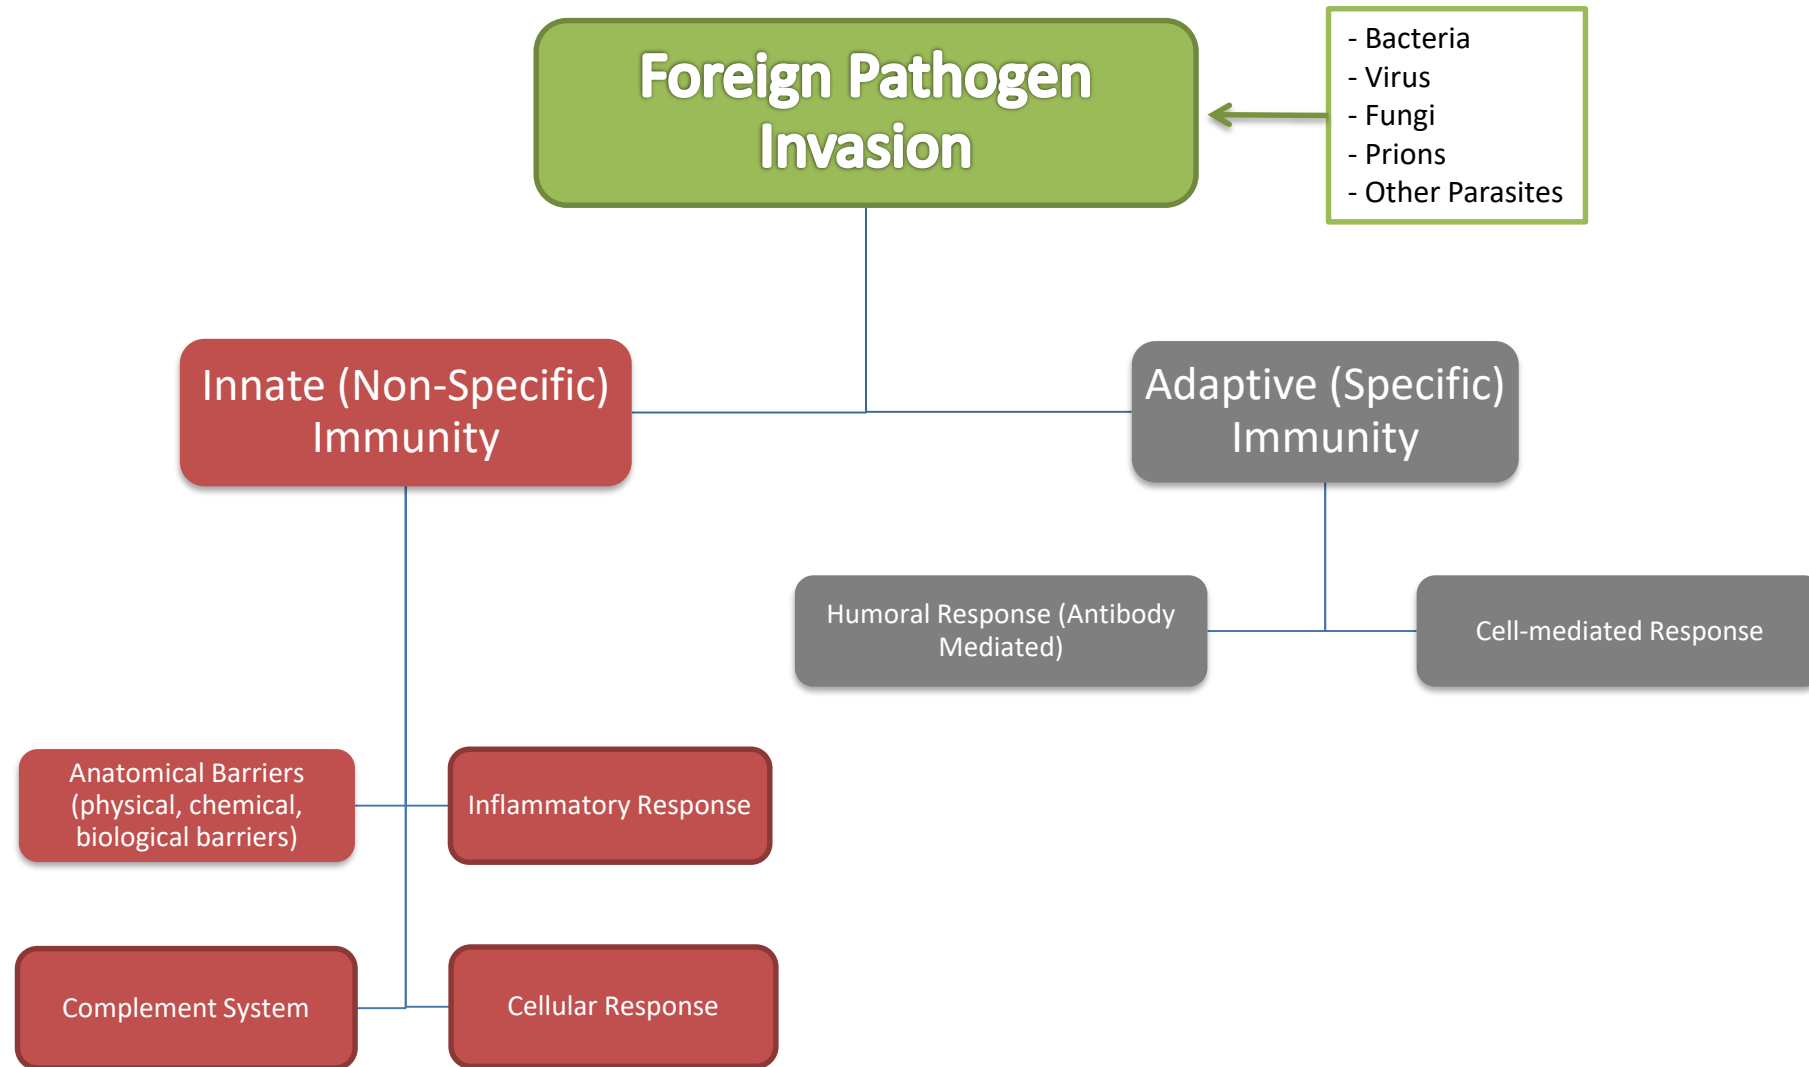 Foreign Pathogen
Invasion
- Bacteria
- Virus
- Fungi
- Prions
- Other Parasites
Innate (Non-Specific)
Immunity
Adaptive (Specific)
Immunity
Humoral Response (Antibody
Mediated)
Cell-mediated Response
Anatomical Barriers
(physical, chemical,
biological barriers)
Inflammatory Response
Complement System
Cellular Response